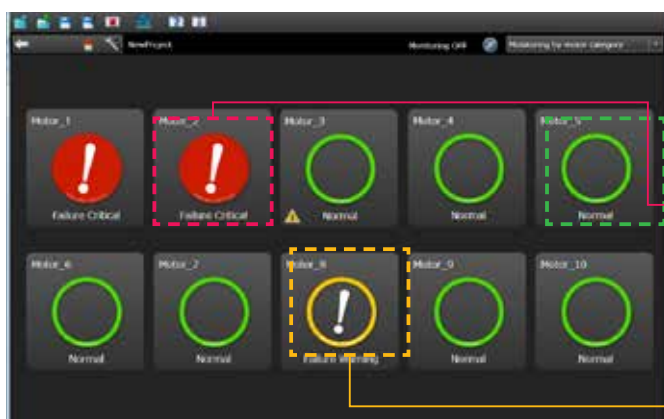 NewProject
Monitoring OFF
Monitoring by motor category
Motor_1
Motor_2
Motor_3
Motor_4
Motor_5
Failure Critical
Failure Critical
Normal
Normal
Normal
Motor_6
Motor_7
Motor_8
Motor_9
Motor_10
Normal
Normal
Failure Warning
Normal
Normal